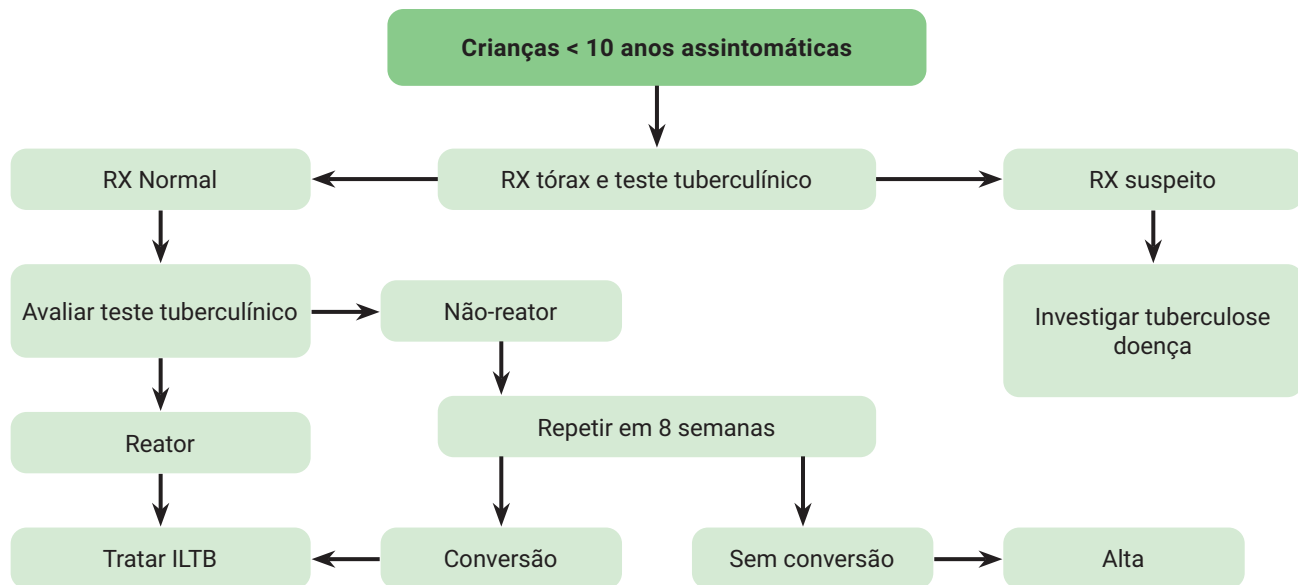 Crianças < 10 anos assintomáticas
RX Normal
RX tórax e teste tuberculínico
RX suspeito
Avaliar teste tuberculínico
Não-reator
Investigar tuberculose
doença
Reator
Repetir em 8 semanas
Tratar ILTB
Conversão
Sem conversão
Alta